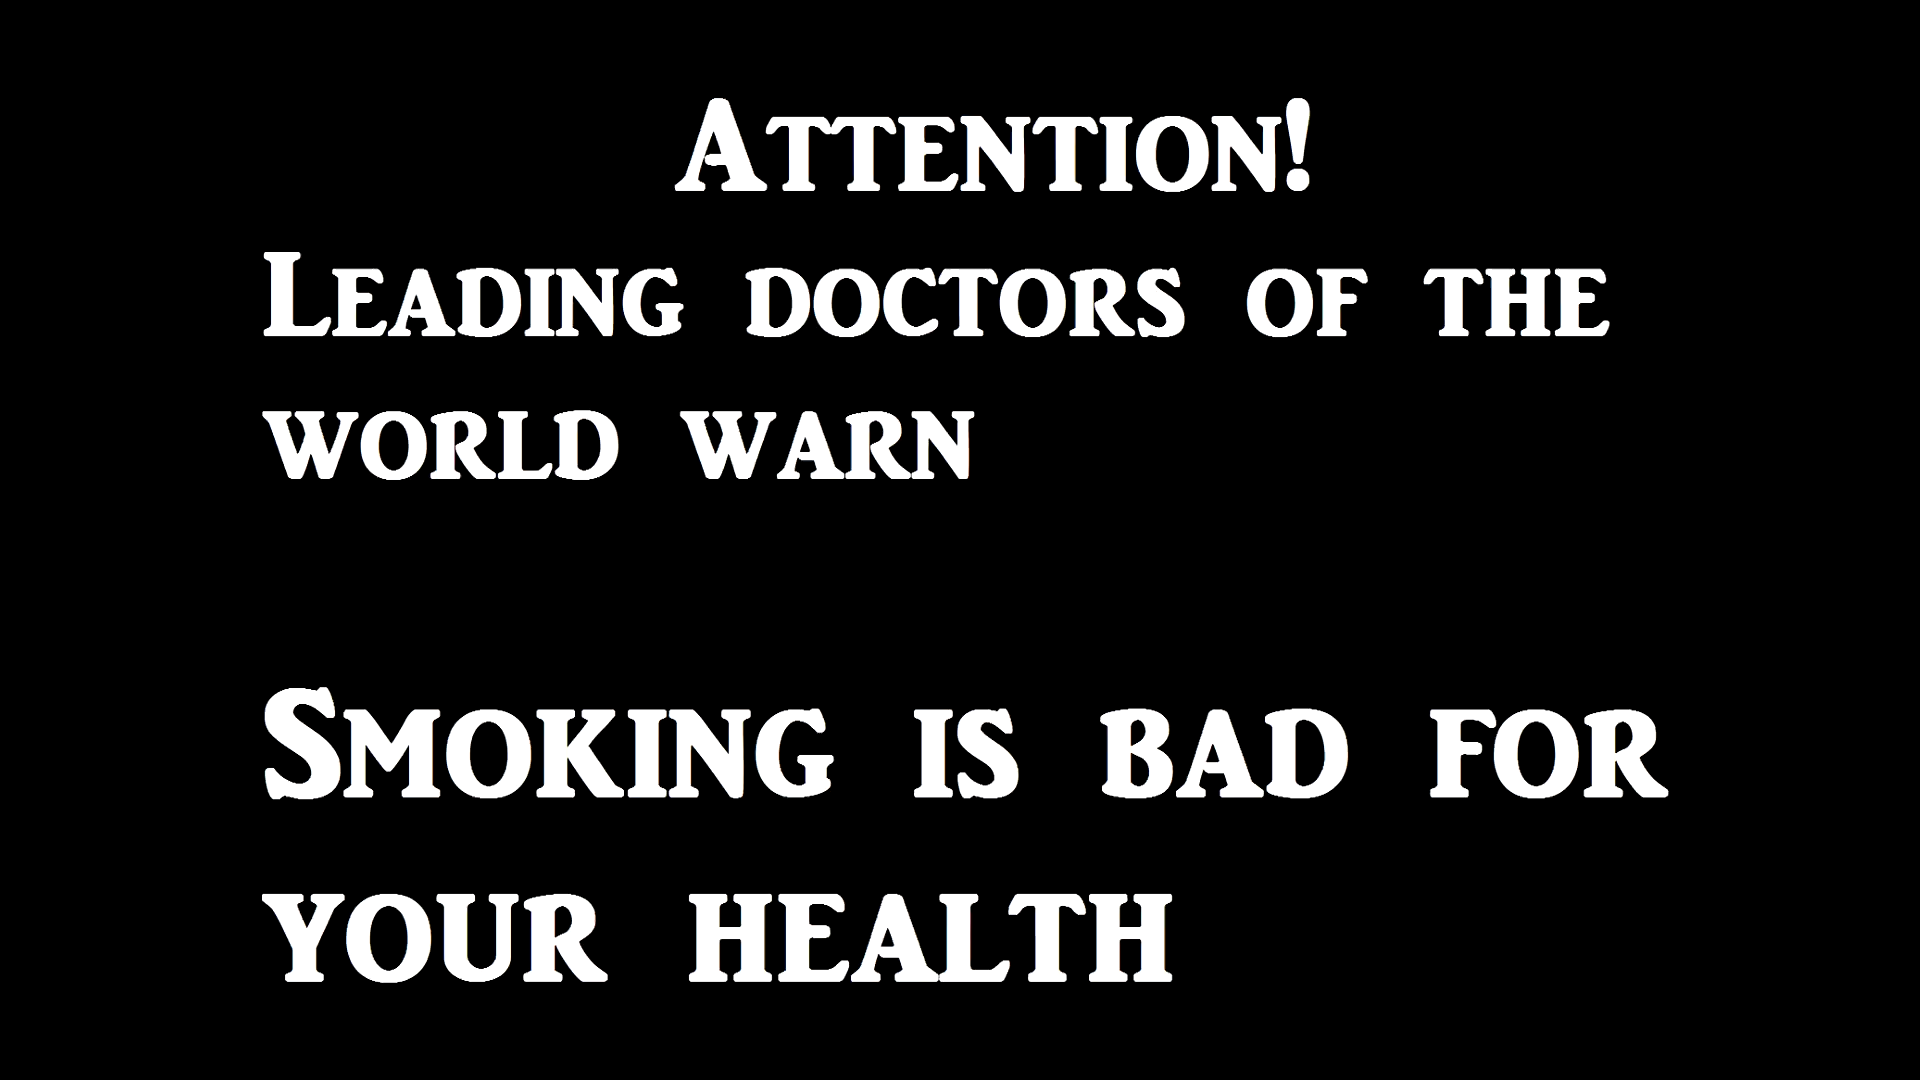 Attention!
Leading doctors of the
world warn
Smoking is bad for
your health